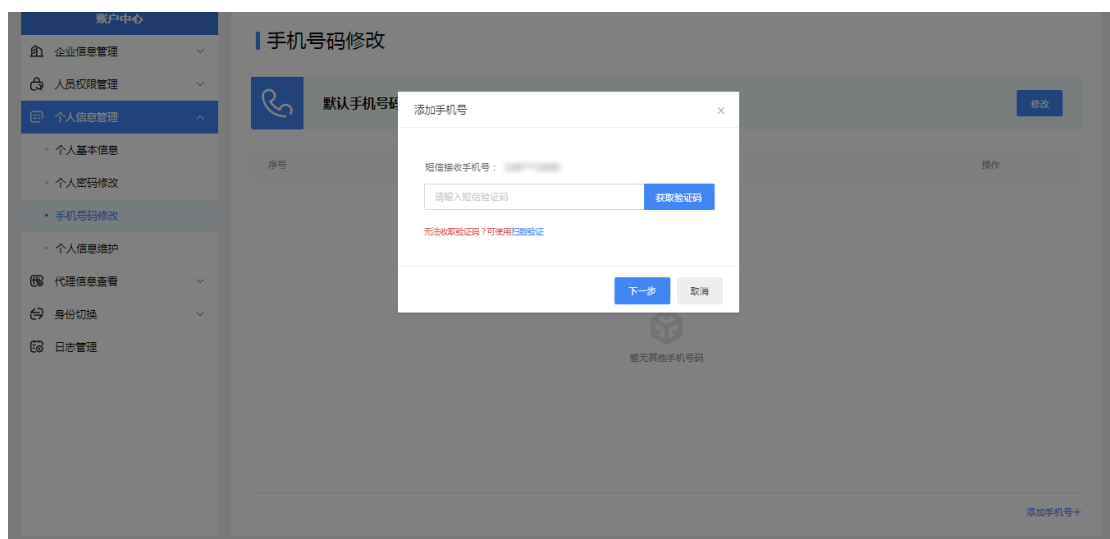 账户中心
企业信息管理
人员权限管理
个人信息管理
个人基本信息
个人密码修改
手机号码修改
个人信息维护
代理信息查看
身份切换
日志管理
手机号码修改
默认手机号码
修改
序号
操作
添加手机号
短信接收手机号：
请输入短信验证码
获取验证码
无法收取验证码？可使用扫脸验证
下一步
取消
暂无其他手机号码
添加手机号+